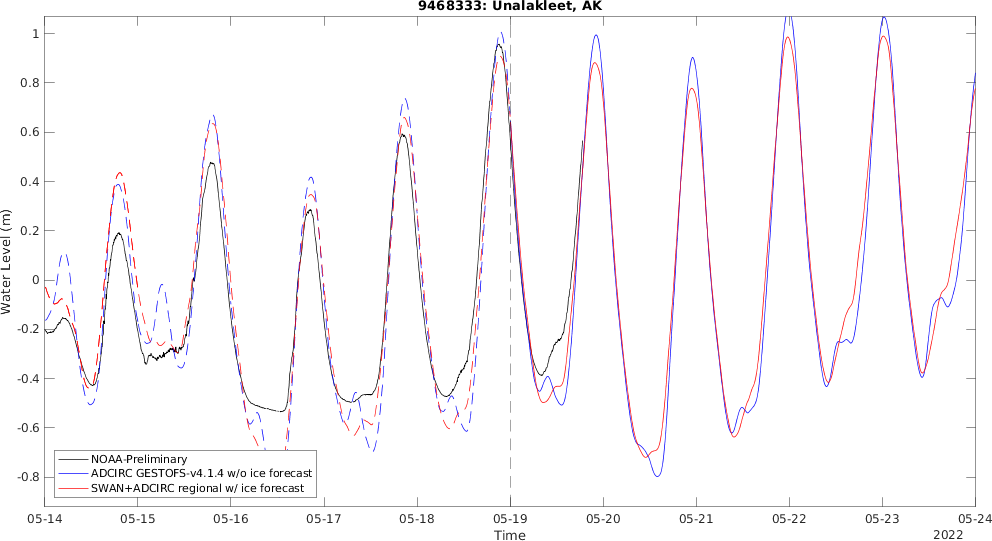 9468333: Unalakleet, AK
Water Level (m)
1
0.8
0.6
0.4
0.2
0
-0.2
-0.4
-0.6
-0.8
NOAA-Preliminary
ADCIRC GESTOFS-v4.1.4 w/o ice forecast
SWAN+ADCIRC regional w/ ice forecast
05-14 05-15 05-16 05-17 05-18 05-19 05-20 05-21 05-22 05-23 05-24
Time
2022